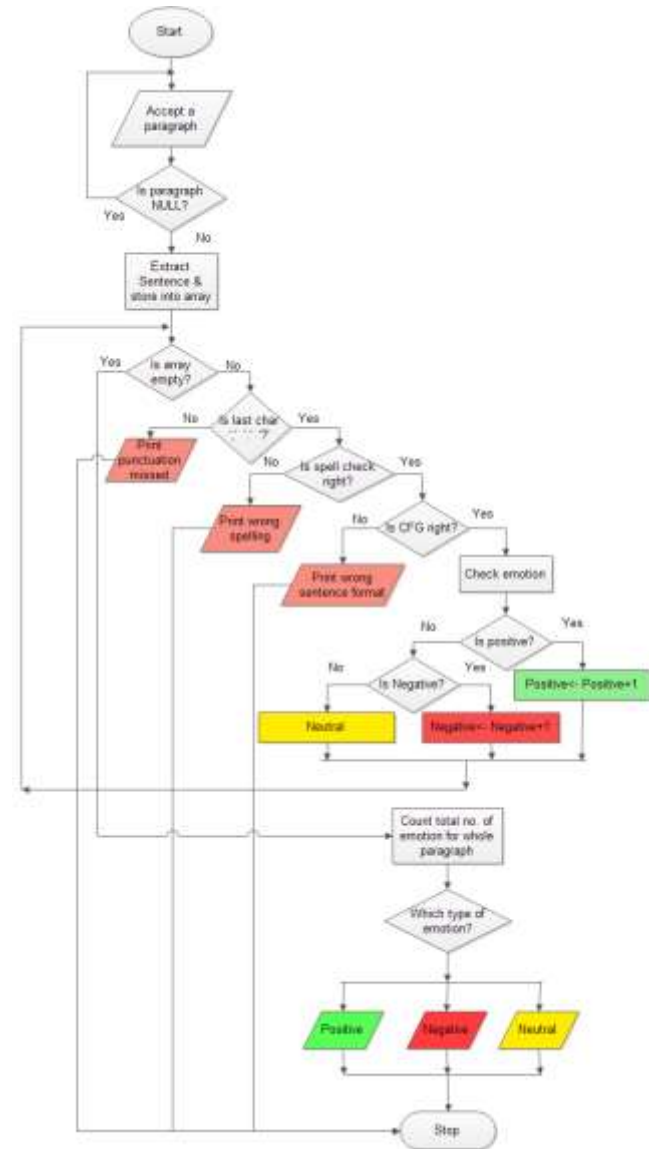 Start
Accept a
paragraph
Is paragraph
NULL?
Yes
No
Extract
Sentence &
store into array
Yes
Is array
empty?
No
No
Is last char
Yes
Print
punctuation
missed
No
Is spell check
right?
Yes
Print wrong
spelling
No
Is CFG right?
Yes
Print wrong
sentence format
Check emotion
No
Is positive?
Yes
No
Is Negative?
Yes
Positive<- Positive+1
Neutral
Negative<- Negative+1
Count total no. of
emotion for whole
paragraph
Which type of
emotion?
Positive
Negative
Neutral
Stop